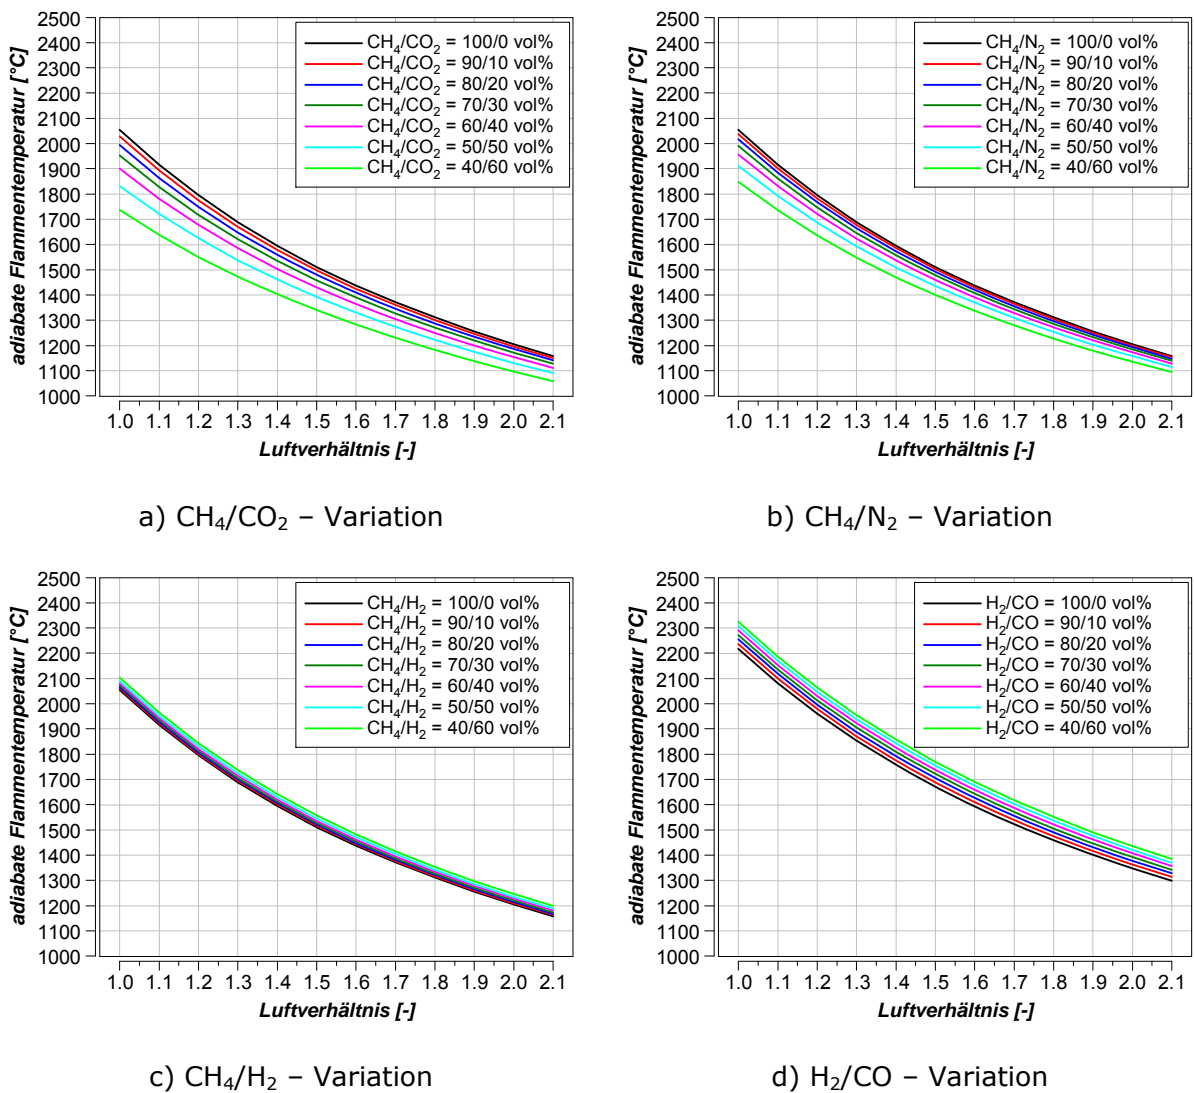 2500
2400
2300
2200
2100
2000
1900
1800
1700
1600
1500
1400
1300
1200
1100
1000
adiabate Flammentemperatur [°C]
CH₄/CO₂ = 100/0 vol%
CH₄/CO₂ = 90/10 vol%
CH₄/CO₂ = 80/20 vol%
CH₄/CO₂ = 70/30 vol%
CH₄/CO₂ = 60/40 vol%
CH₄/CO₂ = 50/50 vol%
CH₄/CO₂ = 40/60 vol%
1.0 1.1 1.2 1.3 1.4 1.5 1.6 1.7 1.8 1.9 2.0 2.1
Luftverhältnis [-]
a) CH₄/CO₂ – Variation
2500
2400
2300
2200
2100
2000
1900
1800
1700
1600
1500
1400
1300
1200
1100
1000
adiabate Flammentemperatur [°C]
CH₄/N₂ = 100/0 vol%
CH₄/N₂ = 90/10 vol%
CH₄/N₂ = 80/20 vol%
CH₄/N₂ = 70/30 vol%
CH₄/N₂ = 60/40 vol%
CH₄/N₂ = 50/50 vol%
CH₄/N₂ = 40/60 vol%
1.0 1.1 1.2 1.3 1.4 1.5 1.6 1.7 1.8 1.9 2.0 2.1
Luftverhältnis [-]
b) CH₄/N₂ – Variation
2500
2400
2300
2200
2100
2000
1900
1800
1700
1600
1500
1400
1300
1200
1100
1000
adiabate Flammentemperatur [°C]
CH₄/H₂ = 100/0 vol%
CH₄/H₂ = 90/10 vol%
CH₄/H₂ = 80/20 vol%
CH₄/H₂ = 70/30 vol%
CH₄/H₂ = 60/40 vol%
CH₄/H₂ = 50/50 vol%
CH₄/H₂ = 40/60 vol%
1.0 1.1 1.2 1.3 1.4 1.5 1.6 1.7 1.8 1.9 2.0 2.1
Luftverhältnis [-]
c) CH₄/H₂ – Variation
2500
2400
2300
2200
2100
2000
1900
1800
1700
1600
1500
1400
1300
1200
1100
1000
adiabate Flammentemperatur [°C]
H₂/CO = 100/0 vol%
H₂/CO = 90/10 vol%
H₂/CO = 80/20 vol%
H₂/CO = 70/30 vol%
H₂/CO = 60/40 vol%
H₂/CO = 50/50 vol%
H₂/CO = 40/60 vol%
1.0 1.1 1.2 1.3 1.4 1.5 1.6 1.7 1.8 1.9 2.0 2.1
Luftverhältnis [-]
d) H₂/CO – Variation